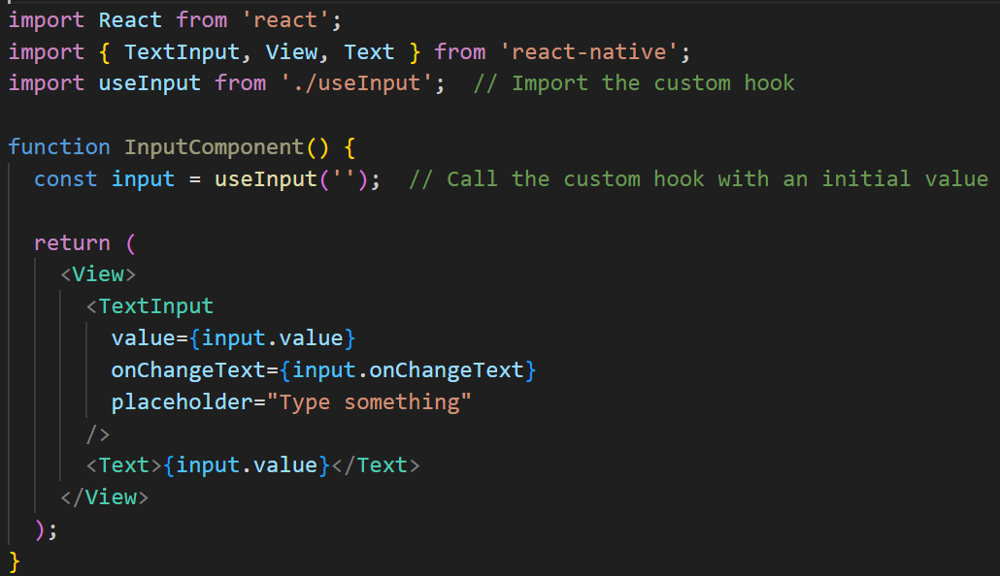 import React from 'react';
import { TextInput, View, Text } from 'react-native';
import useInput from './useInput';  // Import the custom hook

function InputComponent() {
  const input = useInput('');  // Call the custom hook with an initial value

  return (
    <View>
      <TextInput
        value={input.value}
        onChangeText={input.onChangeText}
        placeholder="Type something"
      />
      <Text>{input.value}</Text>
    </View>
  );
}